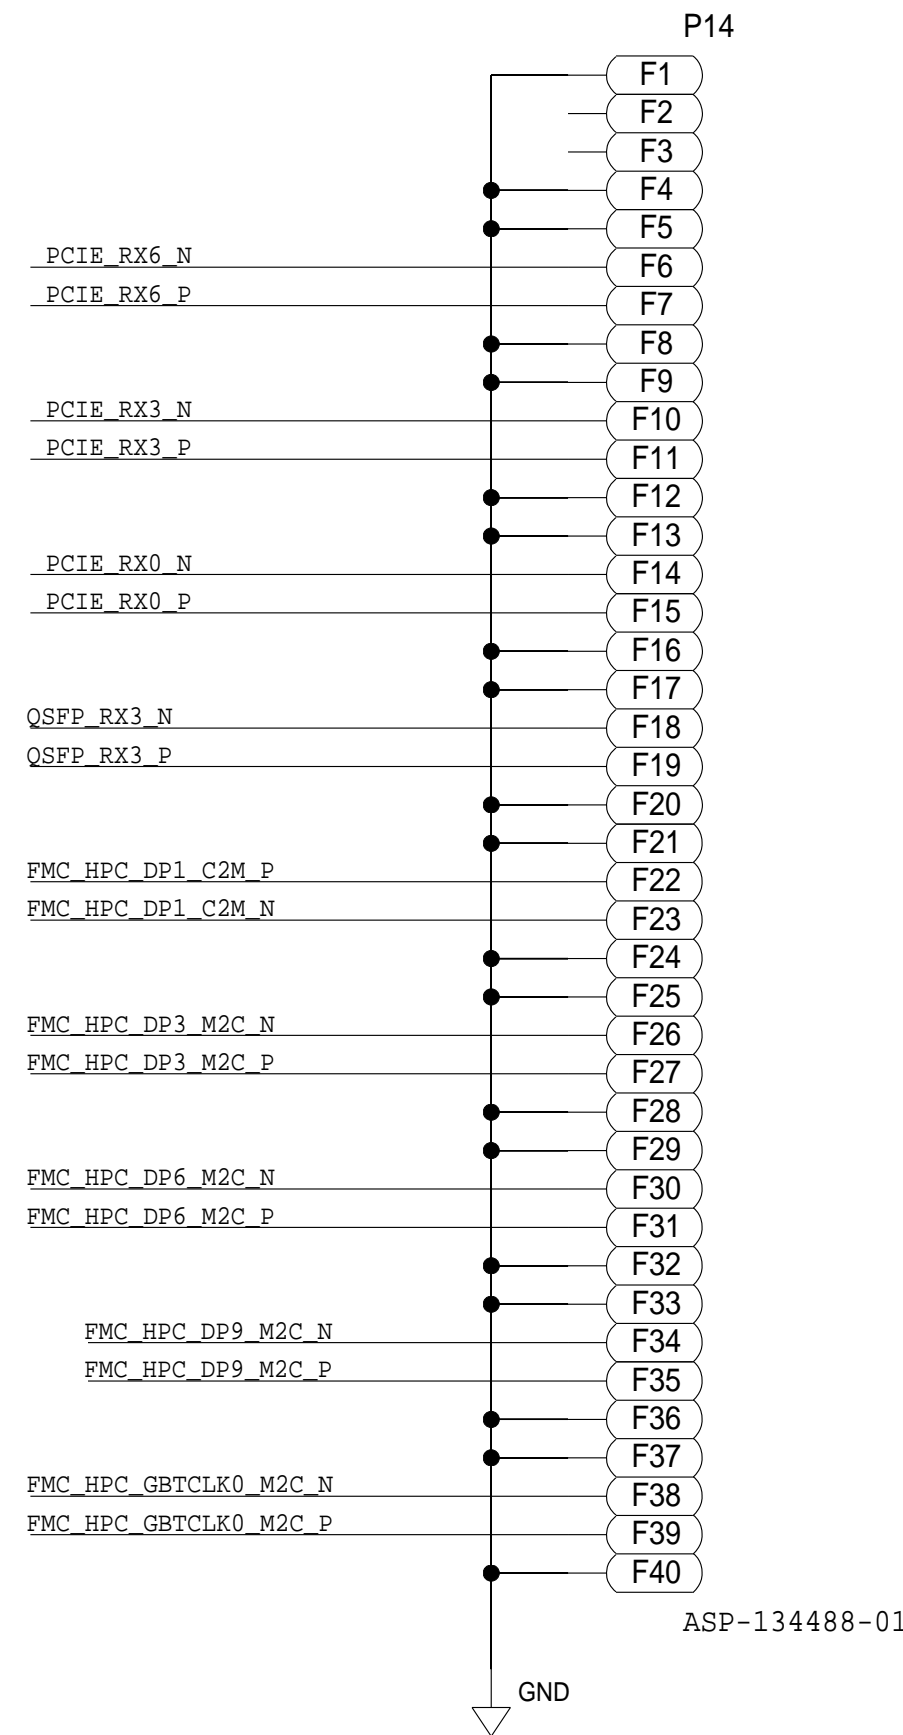 P14
F1
F2
F3
F4
F5
PCIE_RX6_N F6
PCIE_RX6_P F7
F8
F9
PCIE_RX3_N F10
PCIE_RX3_P F11
F12
F13
PCIE_RX0_N F14
PCIE_RX0_P F15
F16
F17
QSFP_RX3_N F18
QSFP_RX3_P F19
F20
F21
FMC_HPC_DP1_C2M_P F22
FMC_HPC_DP1_C2M_N F23
F24
F25
FMC_HPC_DP3_M2C_N F26
FMC_HPC_DP3_M2C_P F27
F28
F29
FMC_HPC_DP6_M2C_N F30
FMC_HPC_DP6_M2C_P F31
F32
F33
FMC_HPC_DP9_M2C_N F34
FMC_HPC_DP9_M2C_P F35
F36
F37
FMC_HPC_GBTCLK0_M2C_N F38
FMC_HPC_GBTCLK0_M2C_P F39
F40
ASP-134488-01
GND